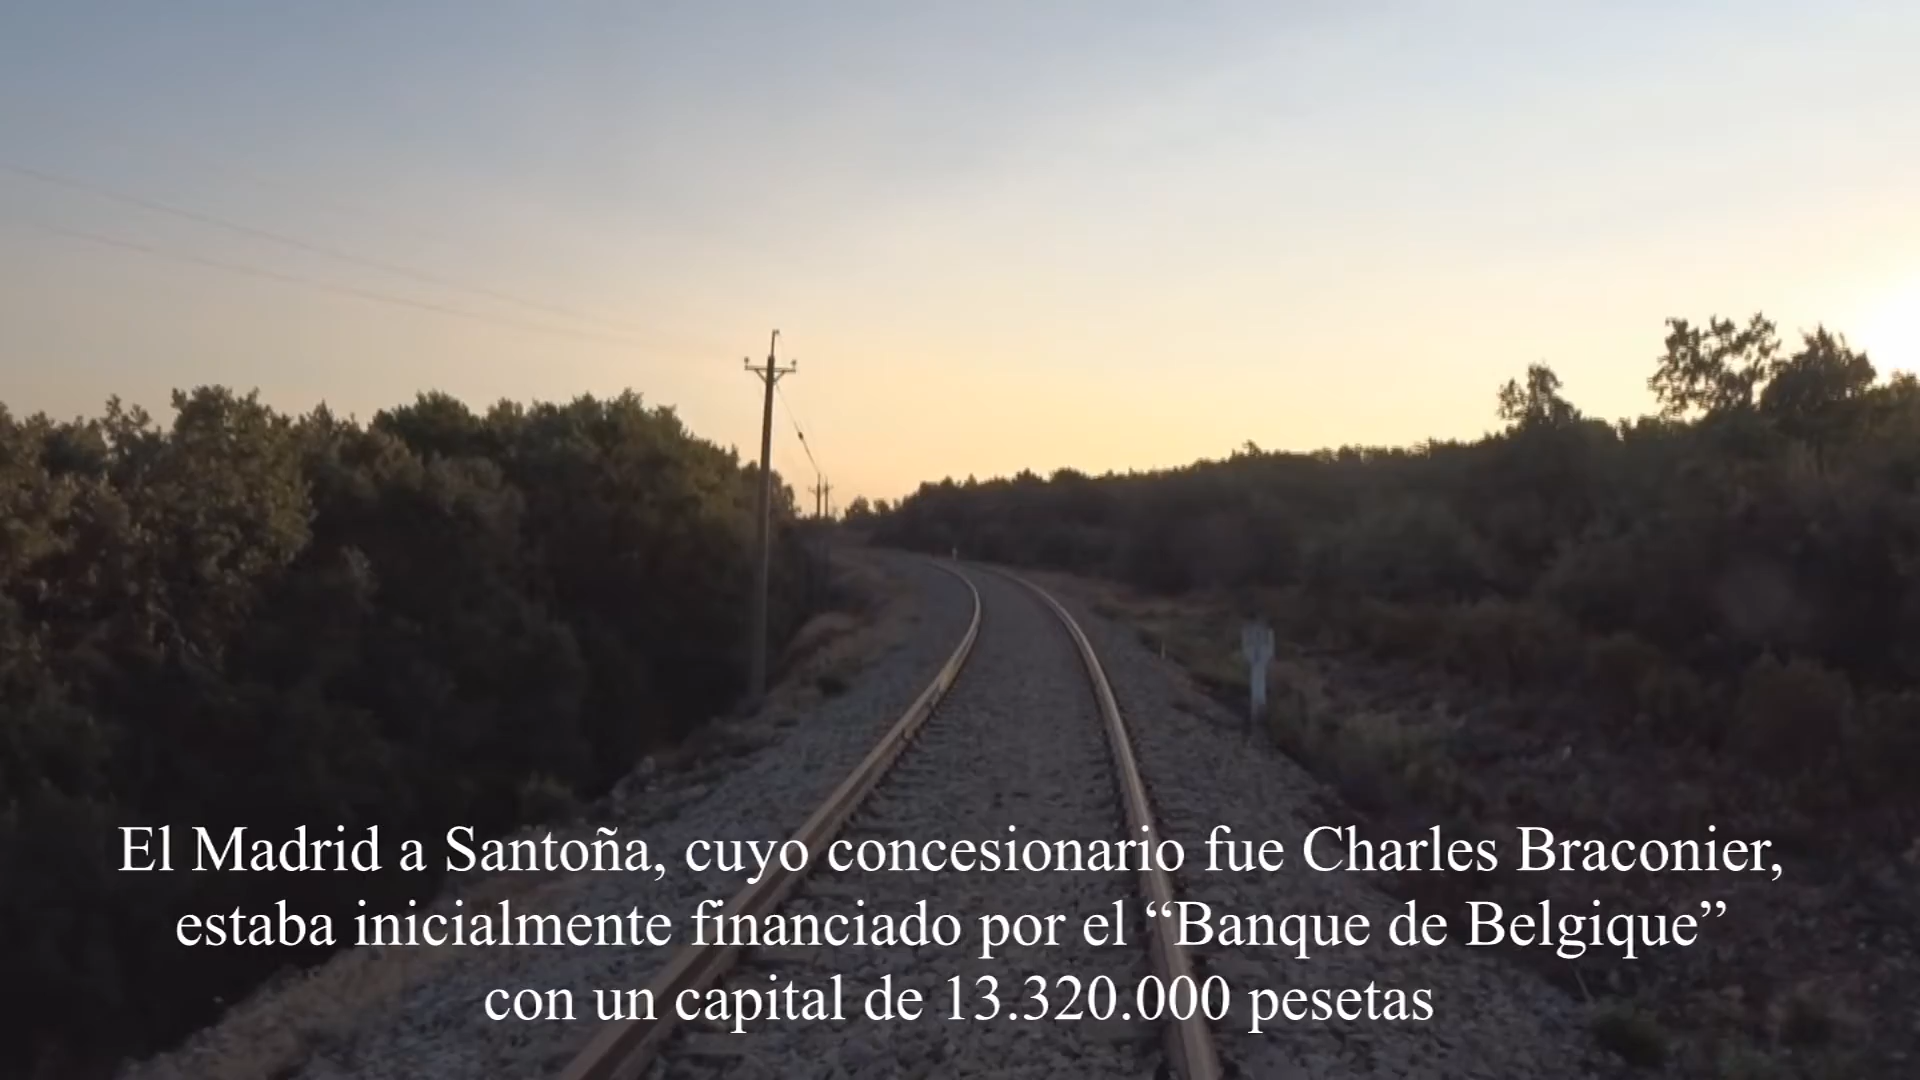 El Madrid a Santoña, cuyo concesionario fue Charles Braconier,
estaba inicialmente financiado por el “Banque de Belgique”
con un capital de 13.320.000 pesetas